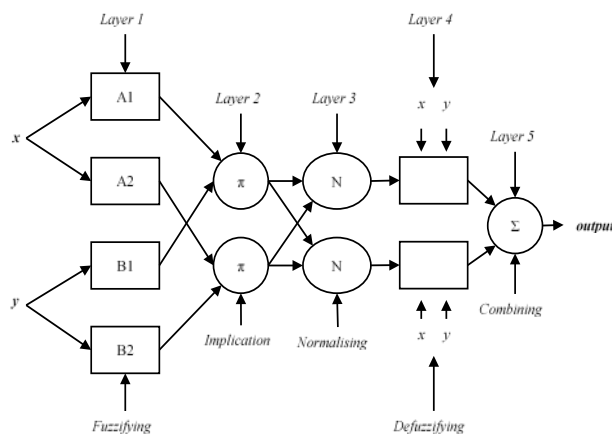 Layer 1
Layer 4
A1
Layer 2
Layer 3
x y
x
Layer 5
A2
π
N
Σ
output
B1
π
N
y
Combining
B2
Implication
Normalising
x y
Fuzzifying
Defuzzifying